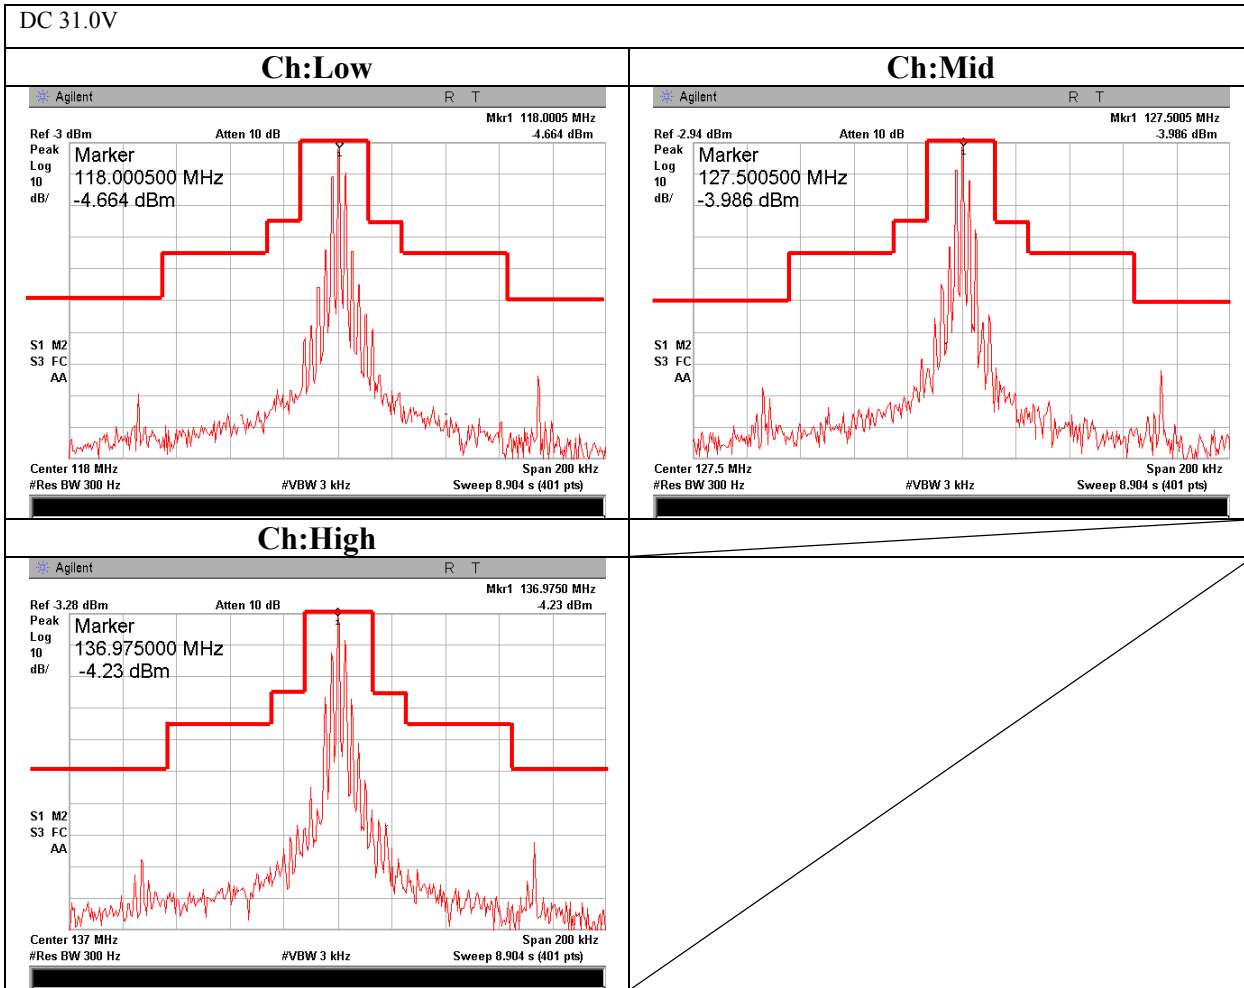 DC 31.0V
Ch:Low
Agilent R T
Mkr1 118.0005 MHz
Ref -3 dBm Atten 10 dB -4.664 dBm
Peak
Log
10
dB/
Marker
118.000500 MHz
-4.664 dBm
1
S1 M2
S3 FC
AA
Center 118 MHz Span 200 kHz
#Res BW 300 Hz #VBW 3 kHz Sweep 8.904 s (401 pts)
Ch:Mid
Agilent R T
Mkr1 127.5005 MHz
Ref -2.94 dBm Atten 10 dB -3.986 dBm
Peak
Log
10
dB/
Marker
127.500500 MHz
-3.986 dBm
1
S1 M2
S3 FC
AA
Center 127.5 MHz Span 200 kHz
#Res BW 300 Hz #VBW 3 kHz Sweep 8.904 s (401 pts)
Ch:High
Agilent R T
Mkr1 136.9750 MHz
Ref -3.28 dBm Atten 10 dB -4.23 dBm
Peak
Log
10
dB/
Marker
136.975000 MHz
-4.23 dBm
1
S1 M2
S3 FC
AA
Center 137 MHz Span 200 kHz
#Res BW 300 Hz #VBW 3 kHz Sweep 8.904 s (401 pts)